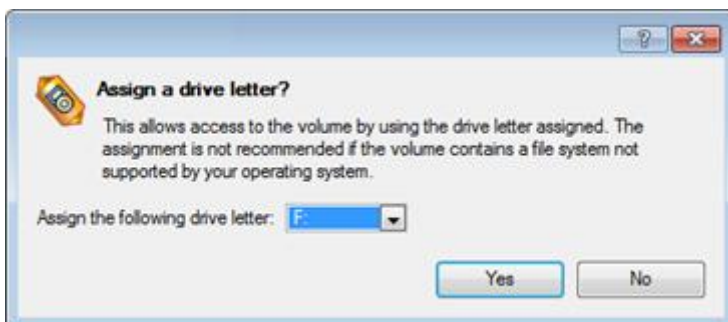 Assign a drive letter?
This allows access to the volume by using the drive letter assigned. The
assignment is not recommended if the volume contains a file system not
supported by your operating system.
Assign the following drive letter: F:
Yes No